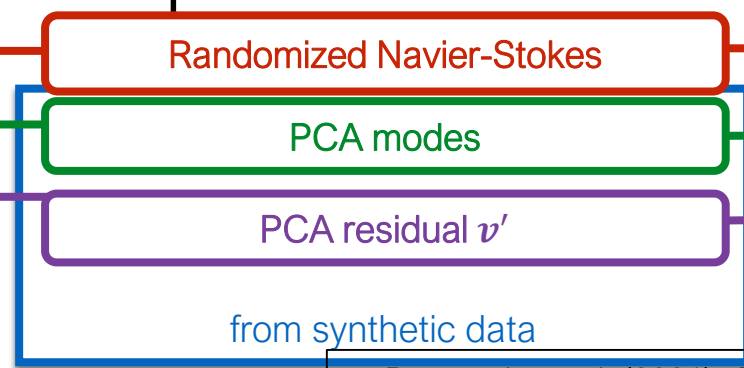 Randomized Navier-Stokes
PCA modes
PCA residual v′
from synthetic data